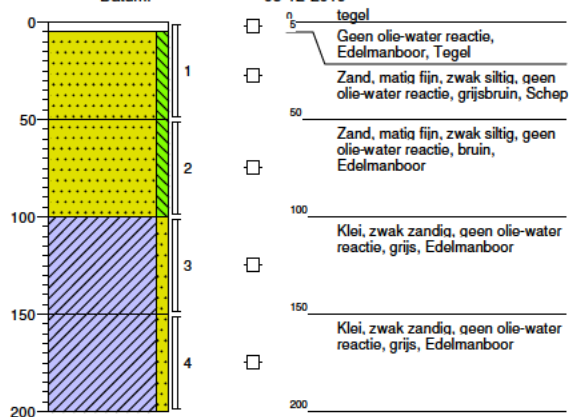 0
50
100
150
200
1
2
3
4
0
tegel
5
Geen olie-water reactie,
Edelmanboor, Tegel
Zand, matig fijn, zwak siltig, geen
olie-water reactie, grijsbruin, Schep
50
Zand, matig fijn, zwak siltig, geen
olie-water reactie, bruin,
Edelmanboor
100
Klei, zwak zandig, geen olie-water
reactie, grijs, Edelmanboor
150
Klei, zwak zandig, geen olie-water
reactie, grijs, Edelmanboor
200